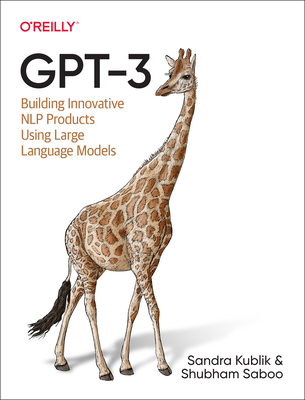 O'REILLY®
GPT-3
Building Innovative
NLP Products
Using Large
Language Models
Sandra Kublik &
Shubham Saboo